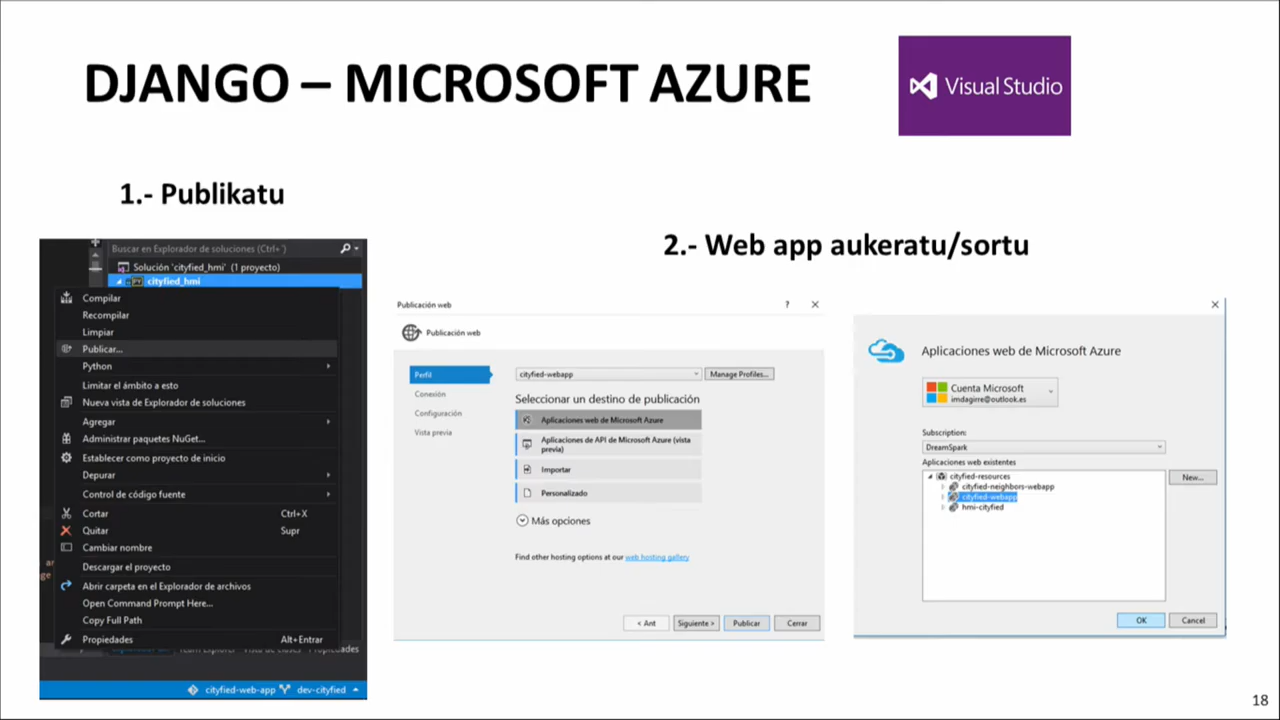 DJANGO – MICROSOFT AZURE
Visual Studio
1.- Publikatu
2.- Web app aukeratu/sortu
Buscar en Explorador de soluciones (Ctrl+´)
Solución 'cityfied_hmi' (1 proyecto)
cityfied_hmi
Compilar
Recompilar
Limpiar
Publicar...
Python
Limitar el ámbito a esto
Nueva vista de Explorador de soluciones
Agregar
Administrar paquetes NuGet...
Establecer como proyecto de inicio
Depurar
Control de código fuente
Cortar Ctrl+X
Quitar Supr
Cambiar nombre
Descargar el proyecto
Abrir carpeta en el Explorador de archivos
Open Command Prompt Here...
Copy Full Path
Propiedades Alt+Entrar
cityfied-web-app dev-cityfied
Publicación web ?
Publicación web
Perfil
Conexión
Configuración
Vista previa
cityfied-webapp Manage Profiles...
Seleccionar un destino de publicación
Aplicaciones web de Microsoft Azure
Aplicaciones de API de Microsoft Azure (vista
previa)
Importar
Personalizado
Más opciones
Find other hosting options at our web hosting gallery
< Ant Siguiente > Publicar Cerrar
Aplicaciones web de Microsoft Azure
Cuenta Microsoft
imdagirre@outlook.es
Subscription:
DreamSpark
Aplicaciones web existentes
cityfied-resources New...
cityfied-neighbors-webapp
cityfied-webapp
hmi-cityfied
OK Cancel
18